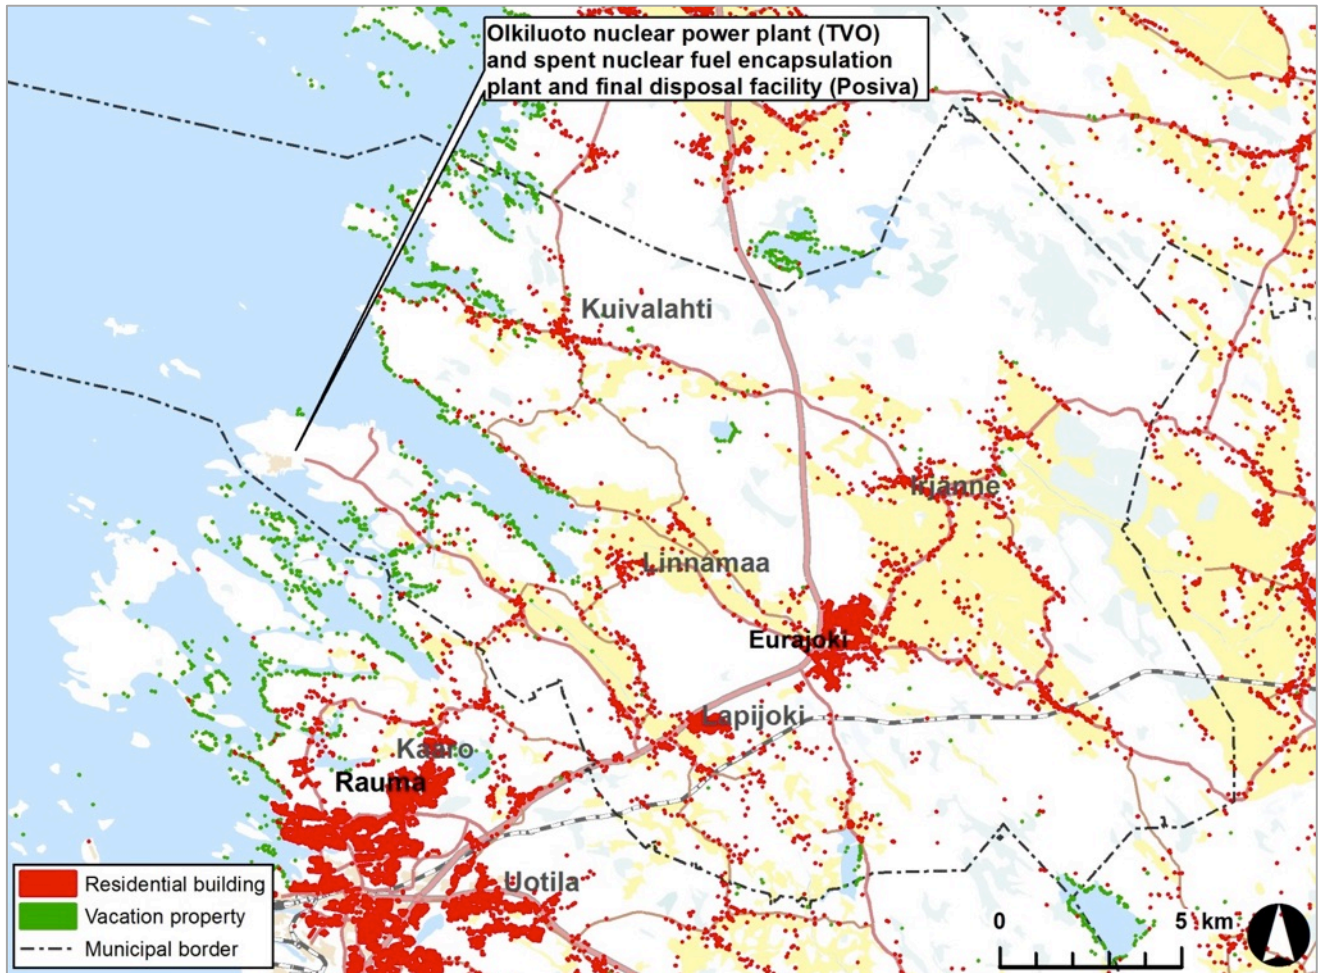 Olkiluoto nuclear power plant (TVO)
and spent nuclear fuel encapsulation
plant and final disposal facility (Posiva)
Kuivalahti
Irjanne
Linnamaa
Eurajoki
Lapijoki
Kaaro
Rauma
Uotila
Residential building
Vacation property
Municipal border
0 5 km